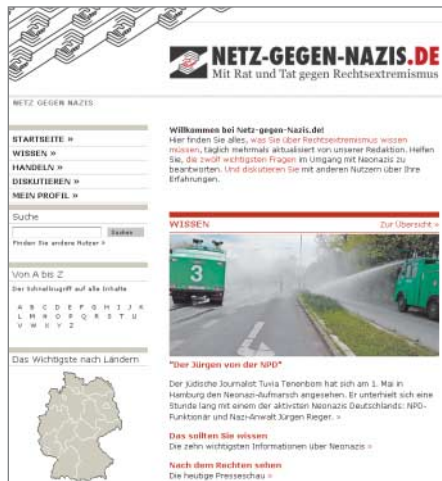 NETZ-GEGEN-NAZIS.DE
Mit Rat und Tat gegen Rechtsextremismus
NETZ GEGEN NAZIS
STARTSEITE »
WISSEN »
HANDELN »
DISKUTIEREN »
MEIN PROFIL »
Suche
Suchen
Finden Sie andere Nutzer »
Von A bis Z
Der Schnellzugriff auf alle Inhalte
A B C D E F G H I J K
L M N O P Q R S T U
V W X Y Z
Das Wichtigste nach Ländern
Willkommen bei Netz-gegen-Nazis.de!
Hier finden Sie alles, was Sie über Rechtsextremismus wissen
müssen, täglich mehrmals aktualisiert von unserer Redaktion. Helfen
Sie, die zwölf wichtigsten Fragen im Umgang mit Neonazis zu
beantworten. Und diskutieren Sie mit anderen Nutzern über Ihre
Erfahrungen.
WISSEN
Zur Übersicht »
3
"Der Jürgen von der NPD"
Der jüdische Journalist Tuvia Tenenbom hat sich am 1. Mai in
Hamburg den Neonazi-Aufmarsch angesehen. Er unterhielt sich eine
Stunde lang mit einem der aktivsten Neonazis Deutschlands: NPD-
Funktionär und Nazi-Anwalt Jürgen Rieger. »
Das sollten Sie wissen
Die zehn wichtigsten Informationen über Neonazis »
Nach dem Rechten sehen
Die heutige Presseschau »